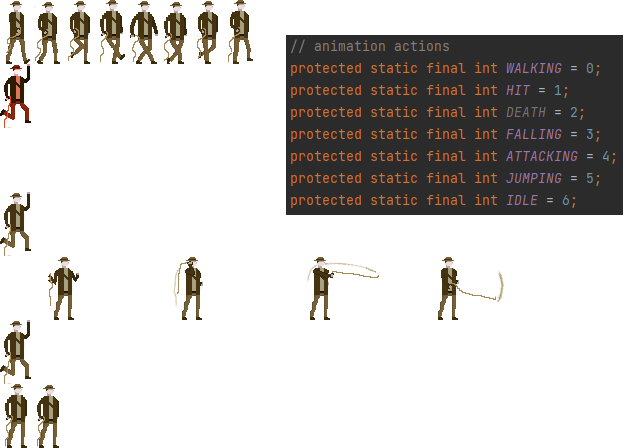 // animation actions
protected static final int WALKING = 0;
protected static final int HIT = 1;
protected static final int DEATH = 2;
protected static final int FALLING = 3;
protected static final int ATTACKING = 4;
protected static final int JUMPING = 5;
protected static final int IDLE = 6;